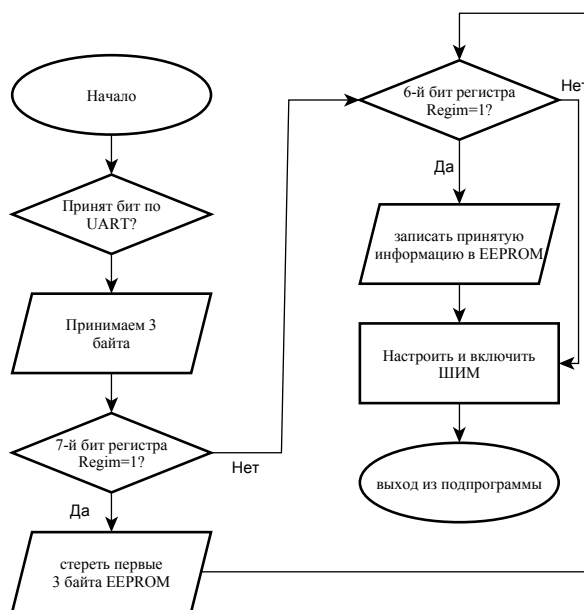 Начало
Принят бит по
UART?
Принимаем 3
байта
7-й бит регистра
Regim=1?
Нет
Да
стереть первые
3 байта EEPROM
6-й бит регистра
Regim=1?
Нет
Да
записать принятую
информацию в EEPROM
Настроить и включить
ШИМ
выход из подпрограммы